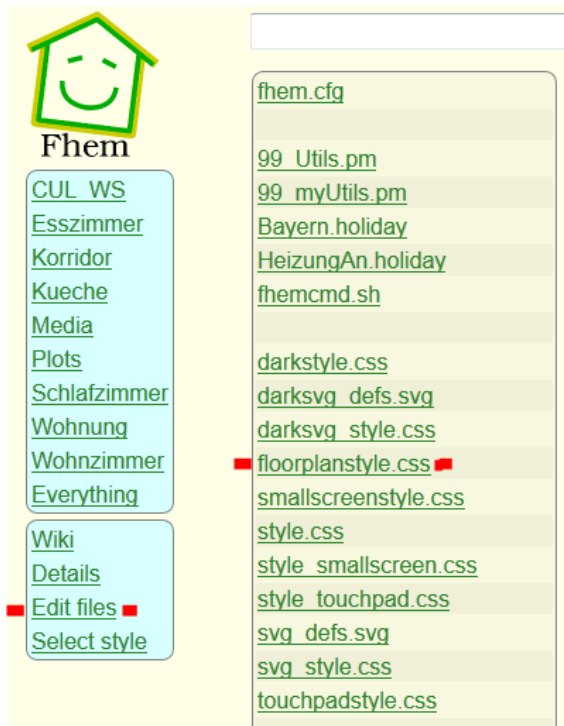 Fhem
CUL_WS
Esszimmer
Korridor
Kueche
Media
Plots
Schlafzimmer
Wohnung
Wohnzimmer
Everything
Wiki
Details
Edit files
Select style
fhem.cfg
99_Utils.pm
99_myUtils.pm
Bayern.holiday
HeizungAn.holiday
fhemcmd.sh
darkstyle.css
darksvg_defs.svg
darksvg_style.css
floorplanstyle.css
smallscreenstyle.css
style.css
style_smallscreen.css
style_touchpad.css
svg_defs.svg
svg_style.css
touchpadstyle.css